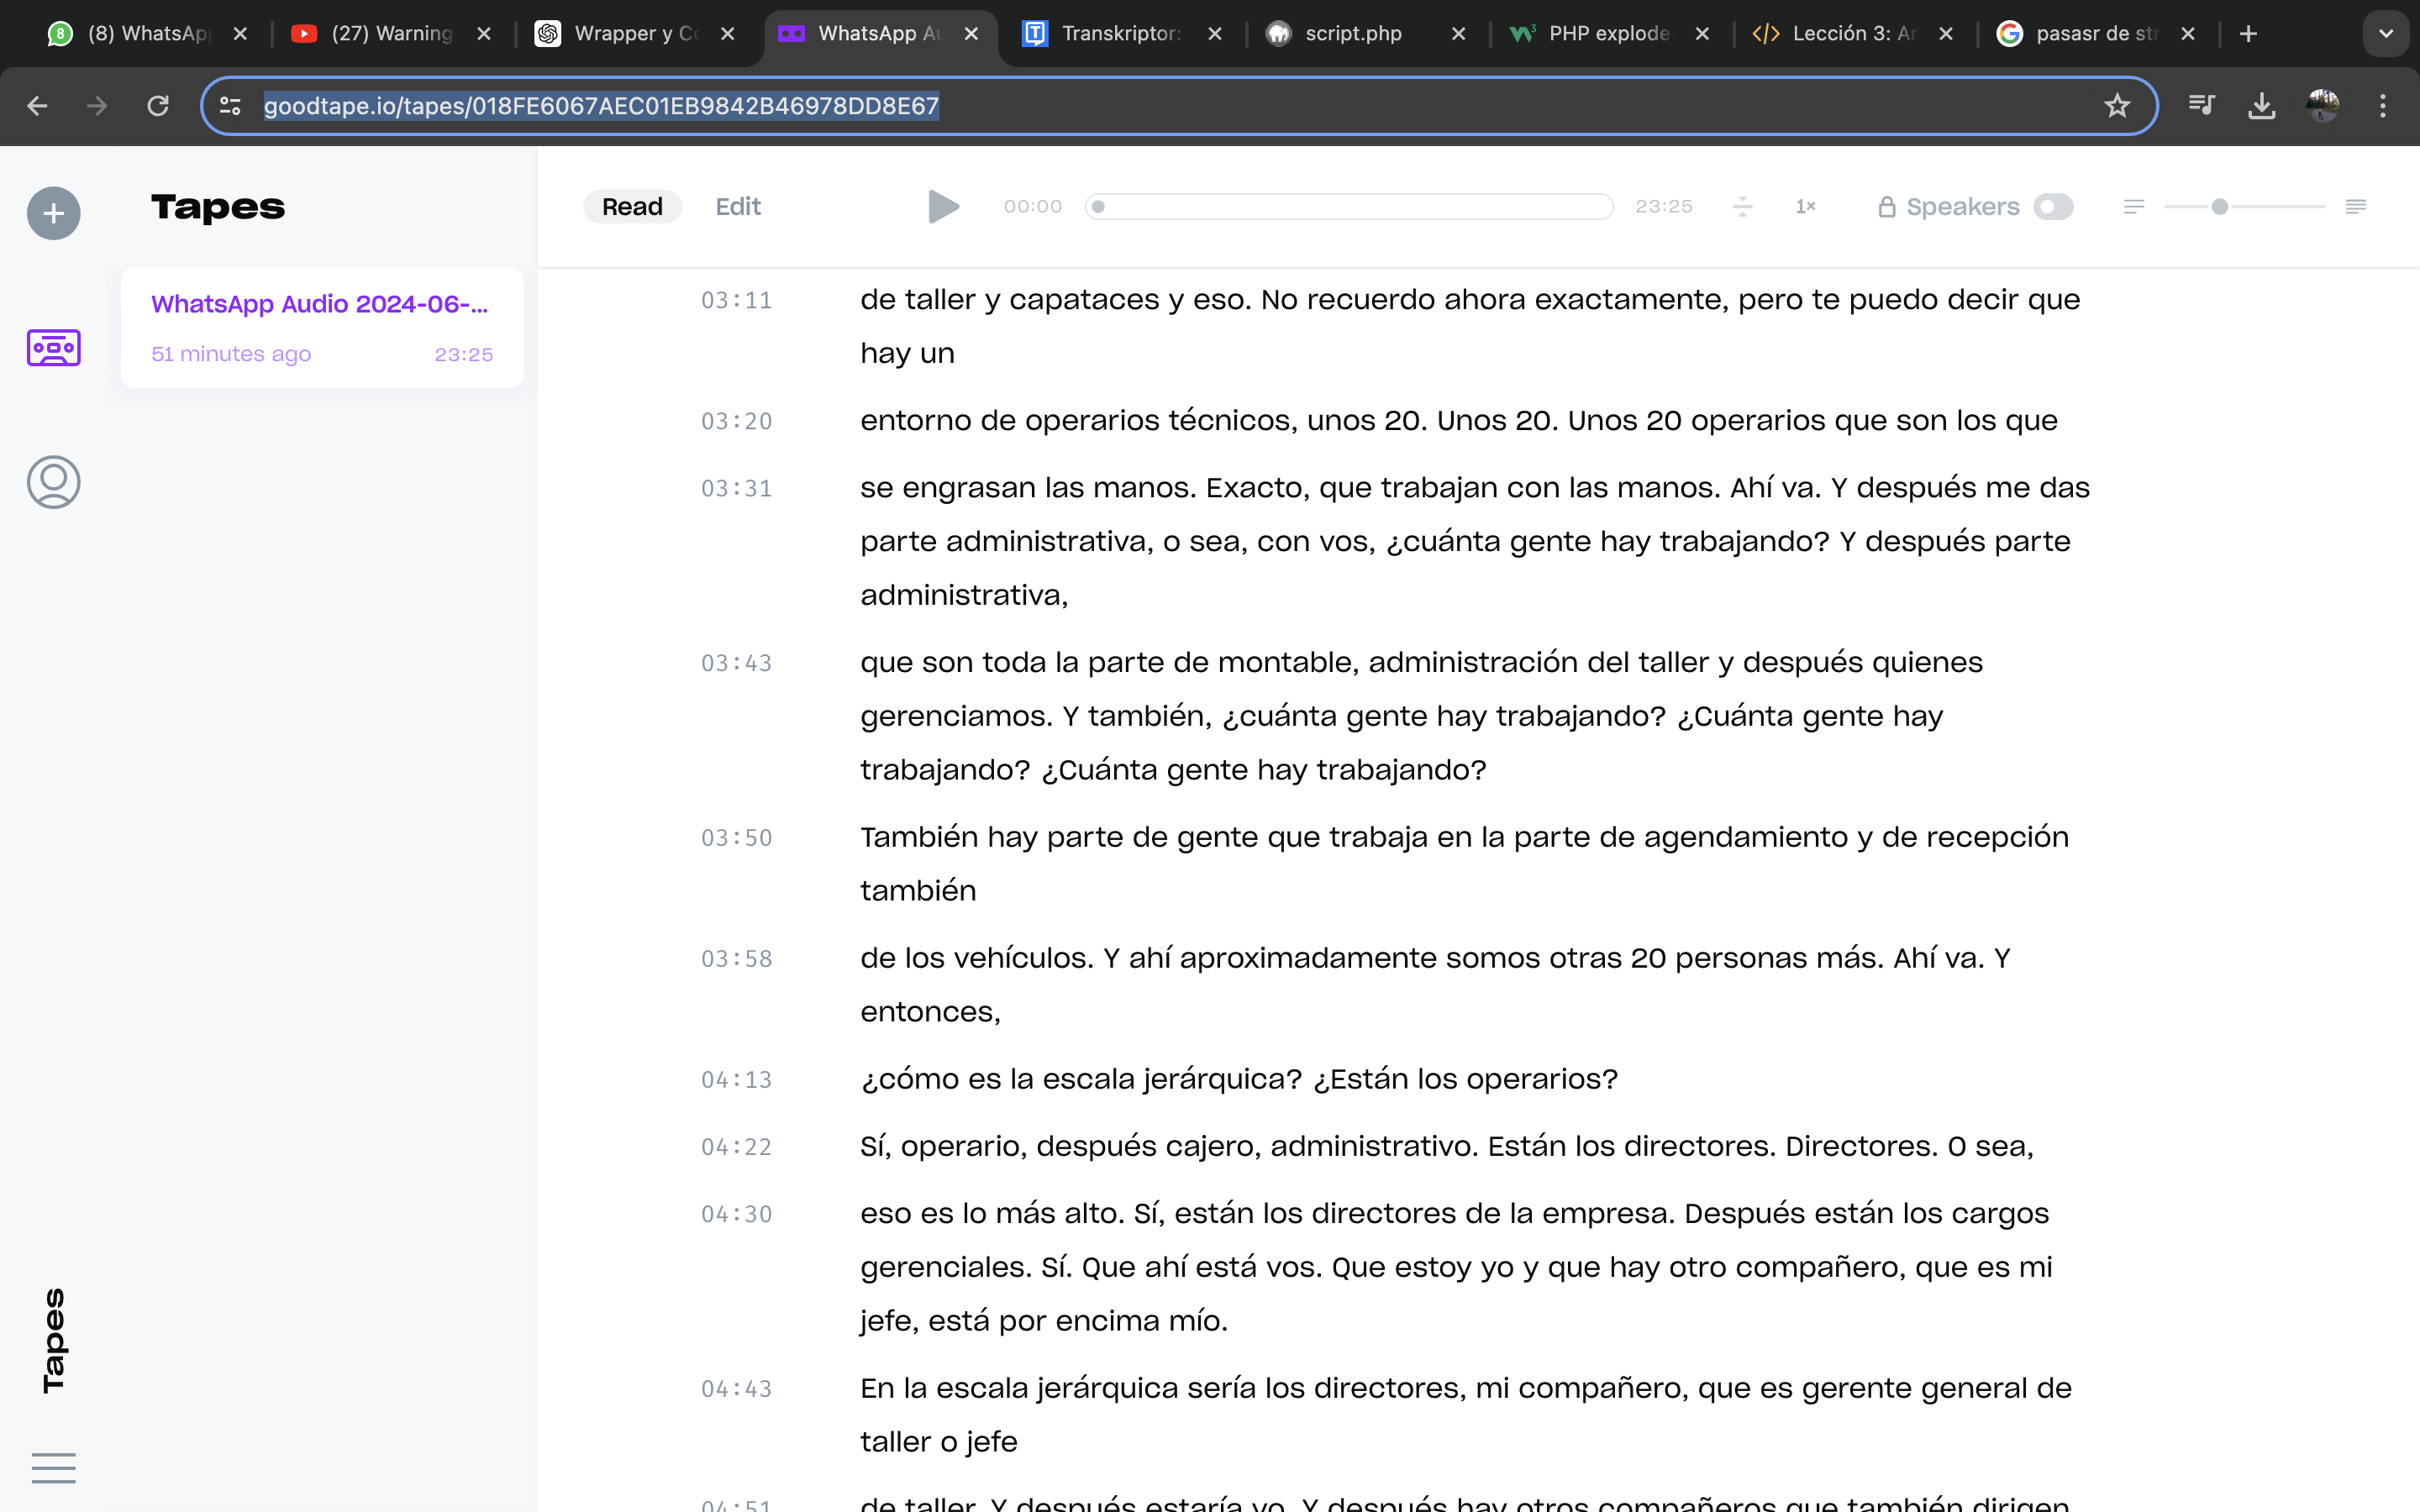 (8) WhatsApp
(27) Warning
Wrapper y Co
WhatsApp Au
Transkriptor:
script.php
PHP explode
Lección 3: Ar
pasasr de str
goodtape.io/tapes/018FE6067AEC01EB9842B46978DD8E67
Tapes
WhatsApp Audio 2024-06-...
51 minutes ago 23:25
Tapes
Read Edit 00:00 23:25 1× Speakers
03:11 de taller y capataces y eso. No recuerdo ahora exactamente, pero te puedo decir que
hay un
03:20 entorno de operarios técnicos, unos 20. Unos 20. Unos 20 operarios que son los que
03:31 se engrasan las manos. Exacto, que trabajan con las manos. Ahí va. Y después me das
parte administrativa, o sea, con vos, ¿cuánta gente hay trabajando? Y después parte
administrativa,
03:43 que son toda la parte de montable, administración del taller y después quienes
gerenciamos. Y también, ¿cuánta gente hay trabajando? ¿Cuánta gente hay
trabajando? ¿Cuánta gente hay trabajando?
03:50 También hay parte de gente que trabaja en la parte de agendamiento y de recepción
también
03:58 de los vehículos. Y ahí aproximadamente somos otras 20 personas más. Ahí va. Y
entonces,
04:13 ¿cómo es la escala jerárquica? ¿Están los operarios?
04:22 Sí, operario, después cajero, administrativo. Están los directores. Directores. O sea,
04:30 eso es lo más alto. Sí, están los directores de la empresa. Después están los cargos
gerenciales. Sí. Que ahí está vos. Que estoy yo y que hay otro compañero, que es mi
jefe, está por encima mío.
04:43 En la escala jerárquica sería los directores, mi compañero, que es gerente general de
taller o jefe
04:51 de taller. Y después estaría yo. Y después hay otros compañeros que también dirigen